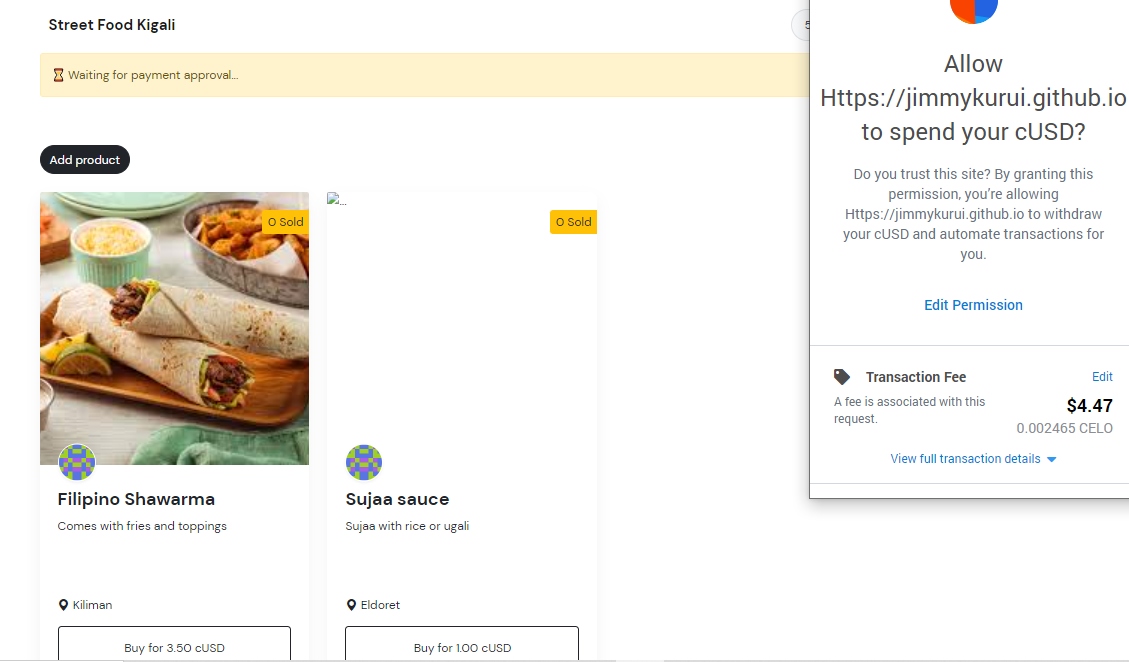 Street Food Kigali
5
Waiting for payment approval...
Add product
0 Sold
...
0 Sold
Filipino Shawarma
Comes with fries and toppings
Kiliman
Buy for 3.50 cUSD
Sujaa sauce
Sujaa with rice or ugali
Eldoret
Buy for 1.00 cUSD
Allow
Https://jimmykurui.github.io
to spend your cUSD?
Do you trust this site? By granting this
permission, you’re allowing
Https://jimmykurui.github.io to withdraw
your cUSD and automate transactions for
you.
Edit Permission
Transaction Fee
Edit
A fee is associated with this
request.
$4.47
0.002465 CELO
View full transaction details